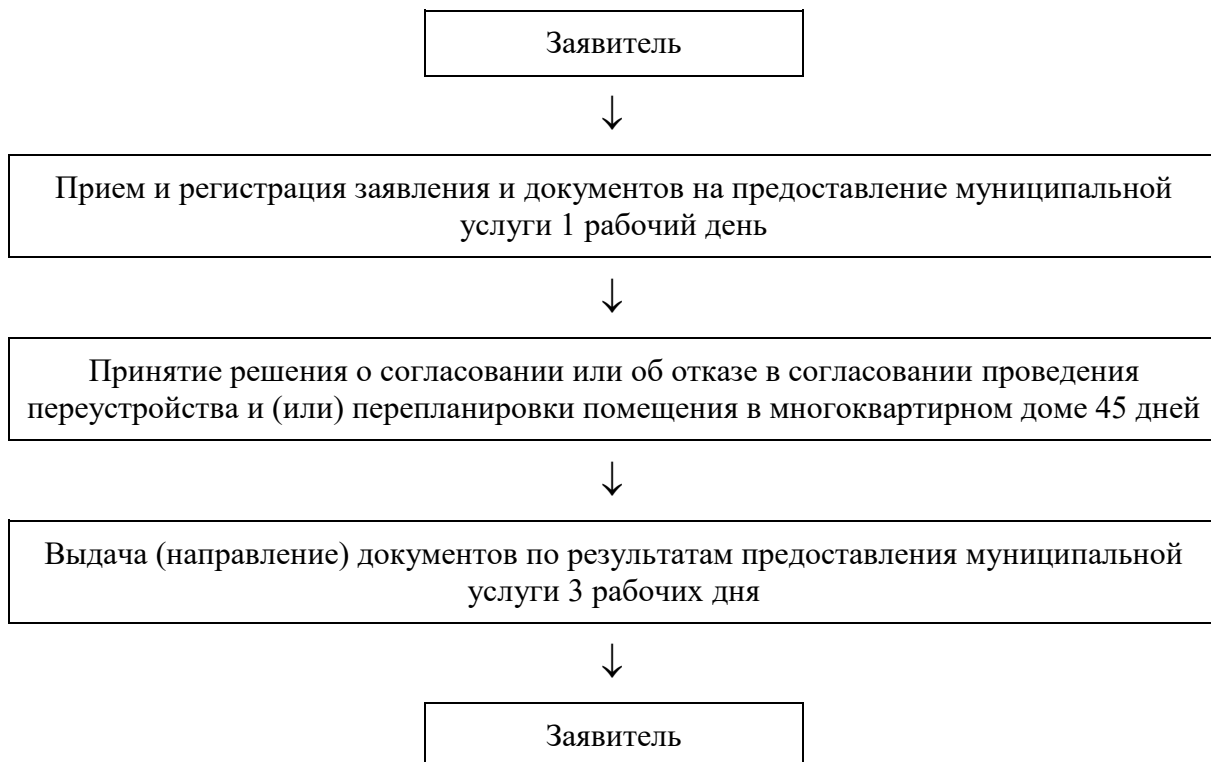 Заявитель
↓
Прием и регистрация заявления и документов на предоставление муниципальной
услуги 1 рабочий день
↓
Принятие решения о согласовании или об отказе в согласовании проведения
переустройства и (или) перепланировки помещения в многоквартирном доме 45 дней
↓
Выдача (направление) документов по результатам предоставления муниципальной
услуги 3 рабочих дня
↓
Заявитель